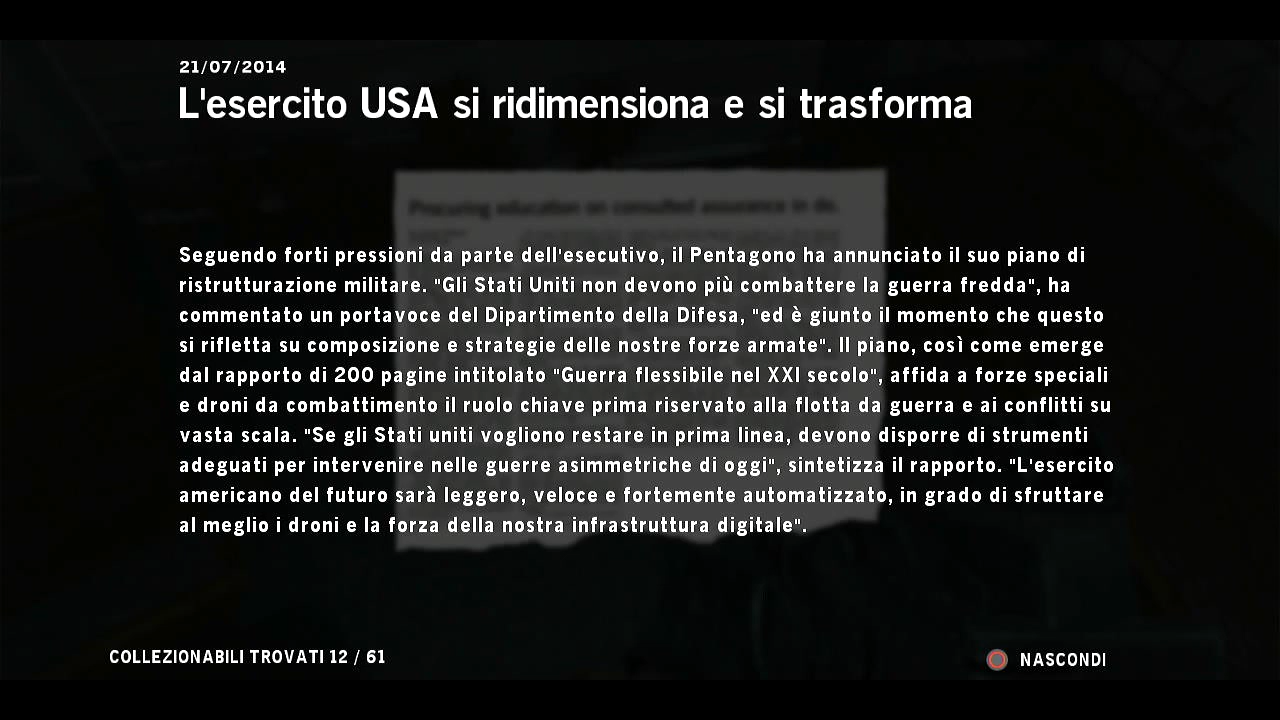 21/07/2014
L'esercito USA si ridimensiona e si trasforma
Procuring education on consulted assurance in do.
Seguendo forti pressioni da parte dell'esecutivo, il Pentagono ha annunciato il suo piano di
ristrutturazione militare. "Gli Stati Uniti non devono più combattere la guerra fredda", ha
commentato un portavoce del Dipartimento della Difesa, "ed è giunto il momento che questo
si rifletta su composizione e strategie delle nostre forze armate". Il piano, così come emerge
dal rapporto di 200 pagine intitolato "Guerra flessibile nel XXI secolo", affida a forze speciali
e droni da combattimento il ruolo chiave prima riservato alla flotta da guerra e ai conflitti su
vasta scala. "Se gli Stati uniti vogliono restare in prima linea, devono disporre di strumenti
adeguati per intervenire nelle guerre asimmetriche di oggi", sintetizza il rapporto. "L'esercito
americano del futuro sarà leggero, veloce e fortemente automatizzato, in grado di sfruttare
al meglio i droni e la forza della nostra infrastruttura digitale".
COLLEZIONABILI TROVATI 12 / 61
NASCONDI